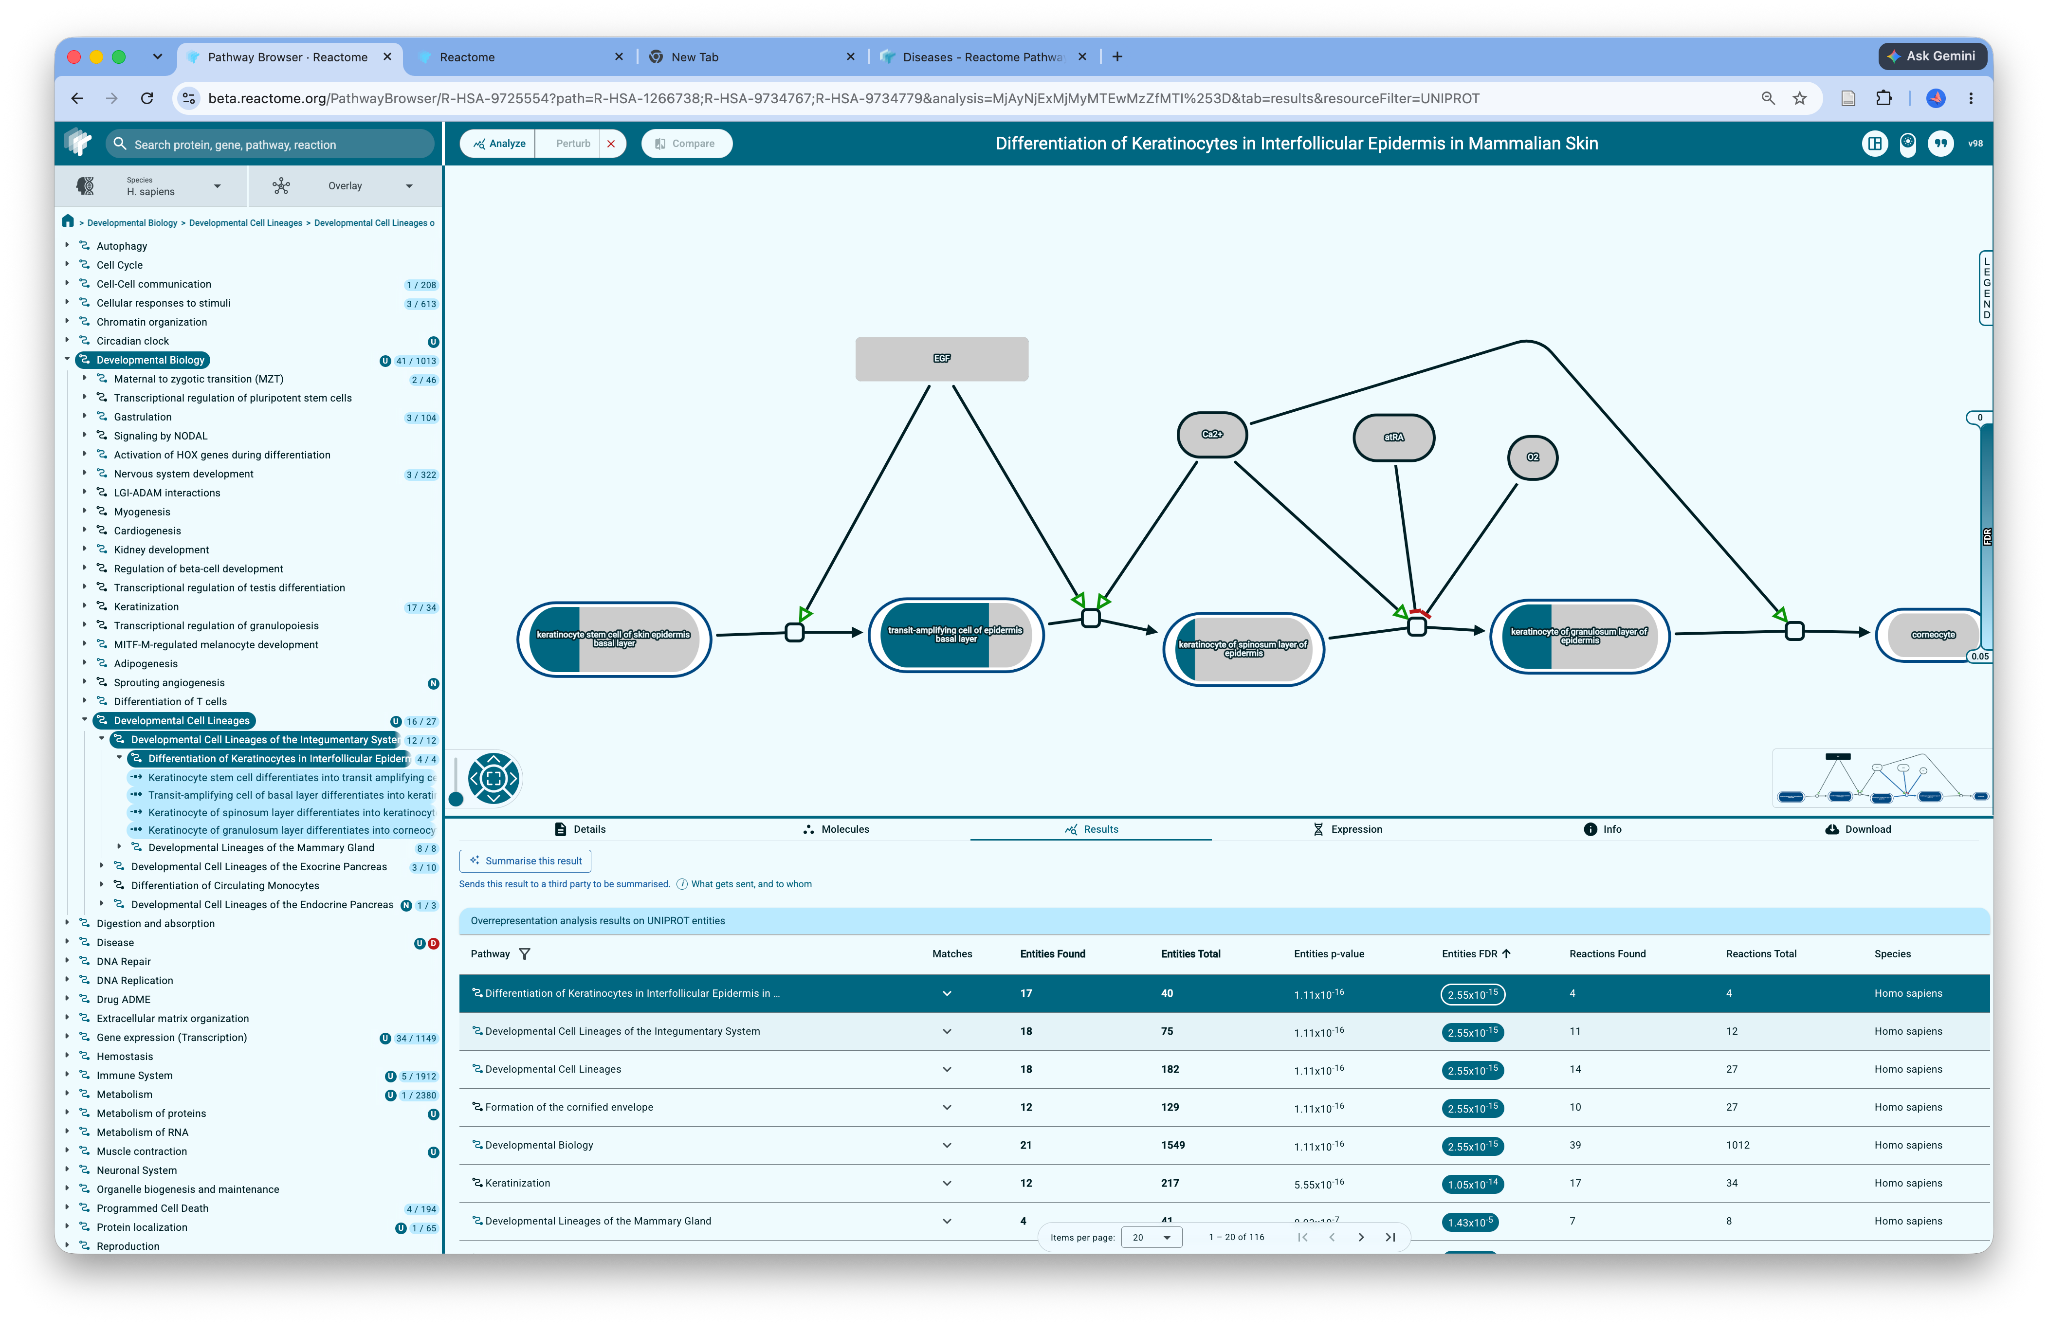 Pathway Browser · Reactome
Reactome
New Tab
Diseases - Reactome Pathwa
Ask Gemini
beta.reactome.org/PathwayBrowser/R-HSA-9725554?path=R-HSA-1266738;R-HSA-9734767;R-HSA-9734779&analysis=MjAyNjExMjMyMTEwMzZfMTI%253D&tab=results&resourceFilter=UNIPROT
Search protein, gene, pathway, reaction
Analyze
Perturb
Compare
Differentiation of Keratinocytes in Interfollicular Epidermis in Mammalian Skin
v98
Species
H. sapiens
Overlay
> Developmental Biology > Developmental Cell Lineages > Developmental Cell Lineages o
Autophagy
Cell Cycle
Cell-Cell communication 1 / 208
Cellular responses to stimuli 3 / 613
Chromatin organization
Circadian clock U
Developmental Biology U 41 / 1013
Maternal to zygotic transition (MZT) 2 / 46
Transcriptional regulation of pluripotent stem cells
Gastrulation 3 / 104
Signaling by NODAL
Activation of HOX genes during differentiation
Nervous system development 3 / 322
LGI-ADAM interactions
Myogenesis
Cardiogenesis
Kidney development
Regulation of beta-cell development
Transcriptional regulation of testis differentiation
Keratinization 17 / 34
Transcriptional regulation of granulopoiesis
MITF-M-regulated melanocyte development
Adipogenesis
Sprouting angiogenesis N
Differentiation of T cells
Developmental Cell Lineages U 16 / 27
Developmental Cell Lineages of the Integumentary System 12 / 12
Differentiation of Keratinocytes in Interfollicular Epiderm 4 / 4
Keratinocyte stem cell differentiates into transit amplifying ce
Transit-amplifying cell of basal layer differentiates into kerati
Keratinocyte of spinosum layer differentiates into keratinocyt
Keratinocyte of granulosum layer differentiates into corneocy
Developmental Lineages of the Mammary Gland 8 / 8
Developmental Cell Lineages of the Exocrine Pancreas 3 / 10
Differentiation of Circulating Monocytes
Developmental Cell Lineages of the Endocrine Pancreas N 1 / 3
Digestion and absorption
Disease U D
DNA Repair
DNA Replication
Drug ADME
Extracellular matrix organization
Gene expression (Transcription) U 34 / 1149
Hemostasis
Immune System U 5 / 1912
Metabolism U 1 / 2380
Metabolism of proteins U
Metabolism of RNA
Muscle contraction U
Neuronal System
Organelle biogenesis and maintenance
Programmed Cell Death 4 / 194
Protein localization U 1 / 65
Reproduction
LEGEND
EGF
Ca2+
atRA
O2
keratinocyte stem cell of skin epidermis
basal layer
transit-amplifying cell of epidermis
basal layer
keratinocyte of spinosum layer of
epidermis
keratinocyte of granulosum layer of
epidermis
corneocyte
0
FDR
0.05
Details
Molecules
Results
Expression
Info
Download
Summarise this result
Sends this result to a third party to be summarised. i What gets sent, and to whom
Overrepresentation analysis results on UNIPROT entities
Pathway Matches Entities Found Entities Total Entities p-value Entities FDR Reactions Found Reactions Total Species
Differentiation of Keratinocytes in Interfollicular Epidermis in ... 17 40 1.11x10-16 2.55x10-15 4 4 Homo sapiens
Developmental Cell Lineages of the Integumentary System 18 75 1.11x10-16 2.55x10-15 11 12 Homo sapiens
Developmental Cell Lineages 18 182 1.11x10-16 2.55x10-15 14 27 Homo sapiens
Formation of the cornified envelope 12 129 1.11x10-16 2.55x10-15 10 27 Homo sapiens
Developmental Biology 21 1549 1.11x10-16 2.55x10-15 39 1012 Homo sapiens
Keratinization 12 217 5.55x10-16 1.05x10-14 17 34 Homo sapiens
Developmental Lineages of the Mammary Gland 4 41 1.43x10-5 7 8 Homo sapiens
Items per page: 20 1 – 20 of 116